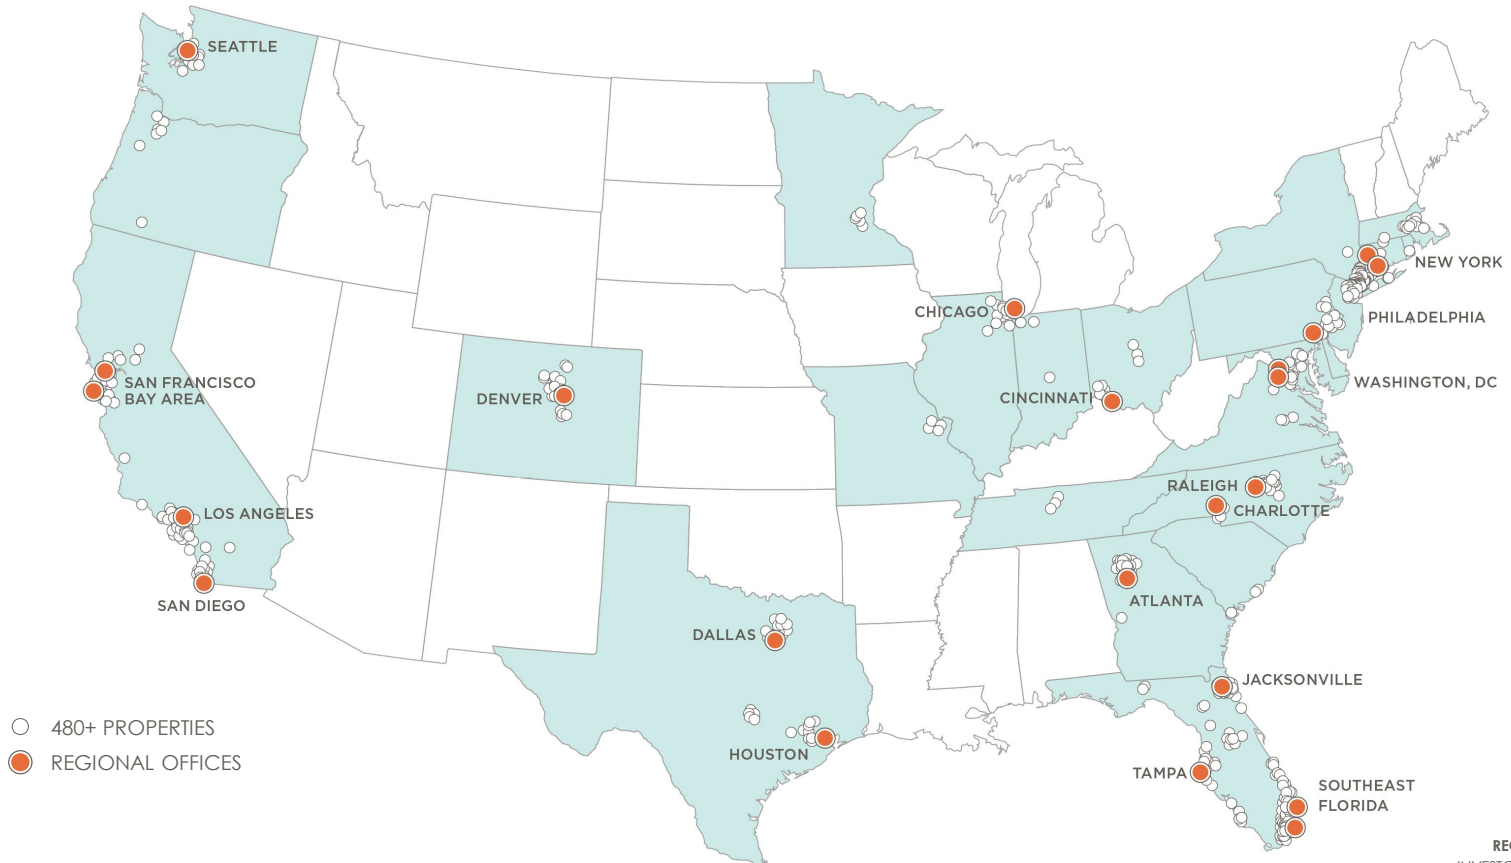 SEATTLE
NEW YORK
CHICAGO
PHILADELPHIA
SAN FRANCISCO
BAY AREA
WASHINGTON, DC
DENVER
CINCINNATI
RALEIGH
CHARLOTTE
LOS ANGELES
SAN DIEGO
ATLANTA
DALLAS
JACKSONVILLE
480+ PROPERTIES
HOUSTON
REGIONAL OFFICES
TAMPA
SOUTHEAST
FLORIDA